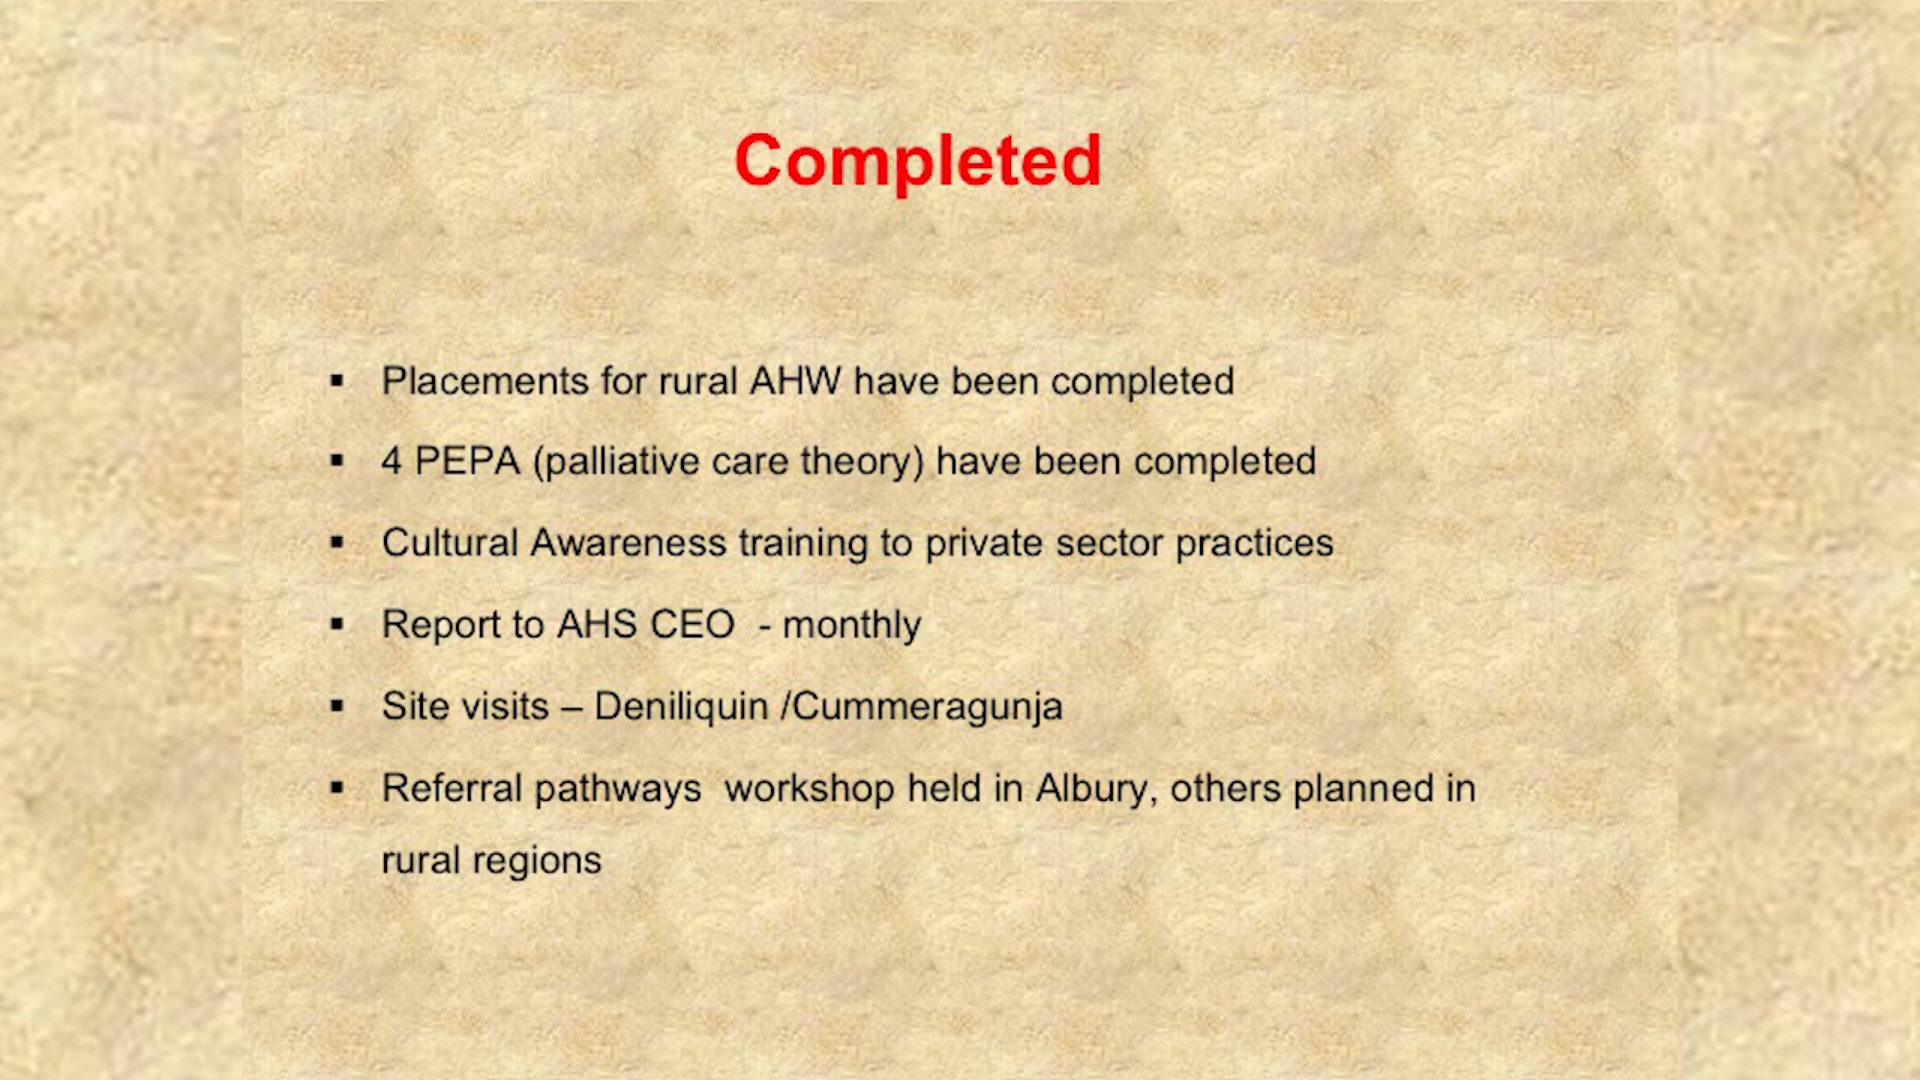 Completed
▪ Placements for rural AHW have been completed
▪ 4 PEPA (palliative care theory) have been completed
▪ Cultural Awareness training to private sector practices
▪ Report to AHS CEO  - monthly
▪ Site visits – Deniliquin /Cummeragunja
▪ Referral pathways  workshop held in Albury, others planned in
rural regions